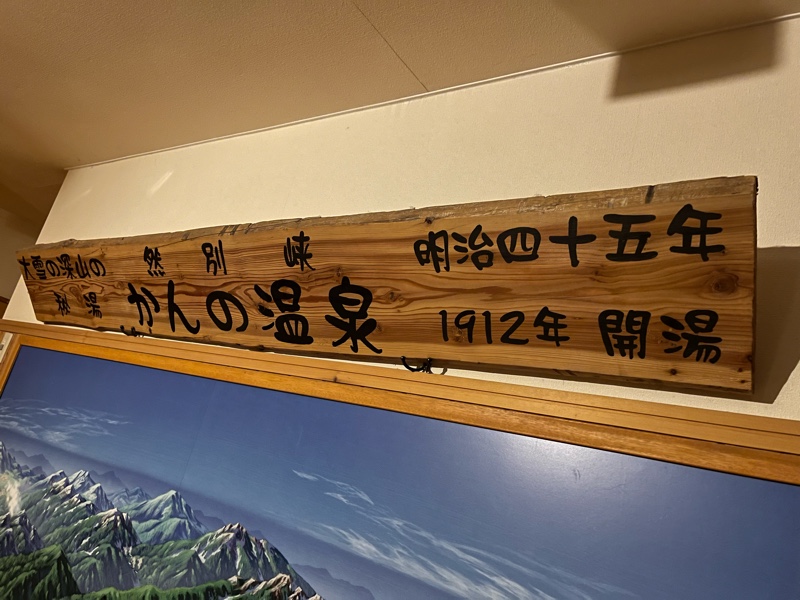 大雪の深山の
秘湯
然別峡
かんの温泉
明治四十五年
1912年 開湯